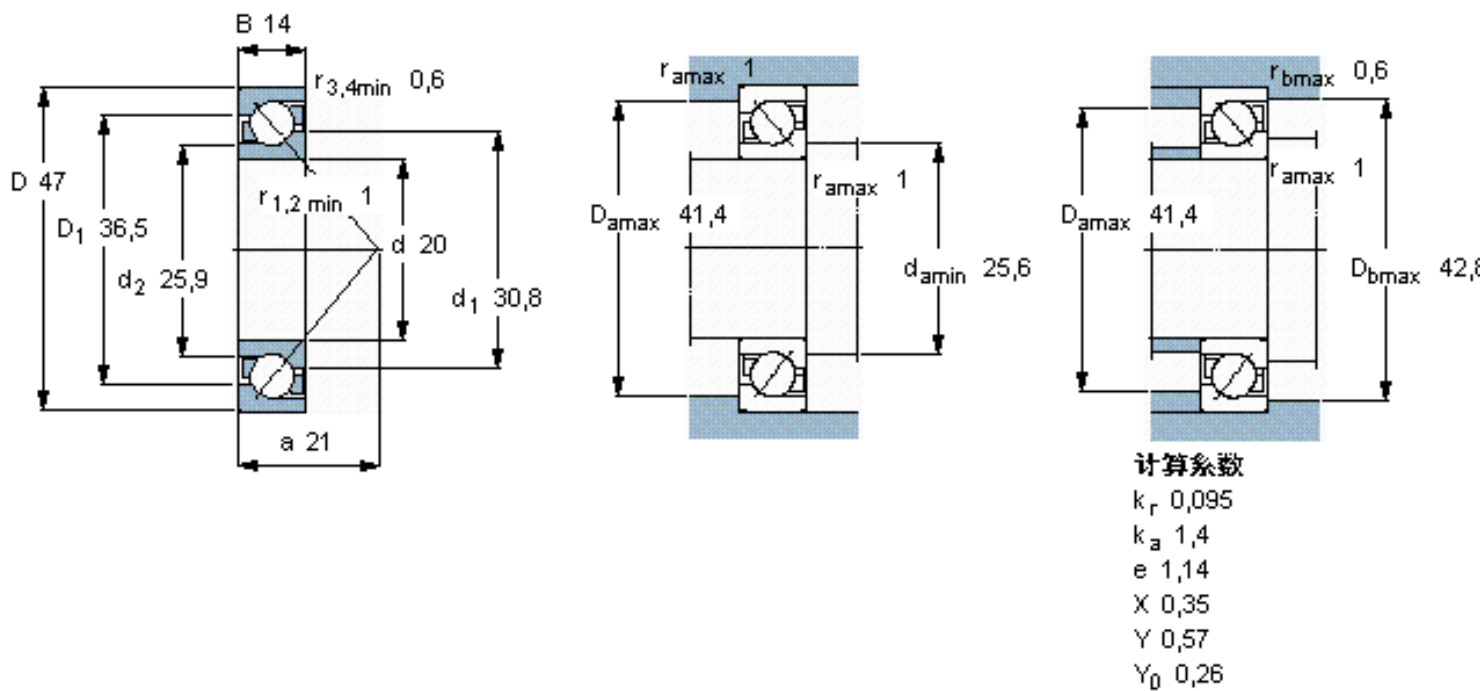 B 14
r3,4min 0,6
D 47
D1 36,5
d2 25,9
r1,2 min 1
d 20
d1 30,8
a 21
ramax 1
Damax 41,4
ramax 1
damin 25,6
rbmax 0,6
ramax 1
Damax 41,4
Dbmax 42,8
计算系数
kr 0,095
ka 1,4
e 1,14
X 0,35
Y 0,57
Y0 0,26